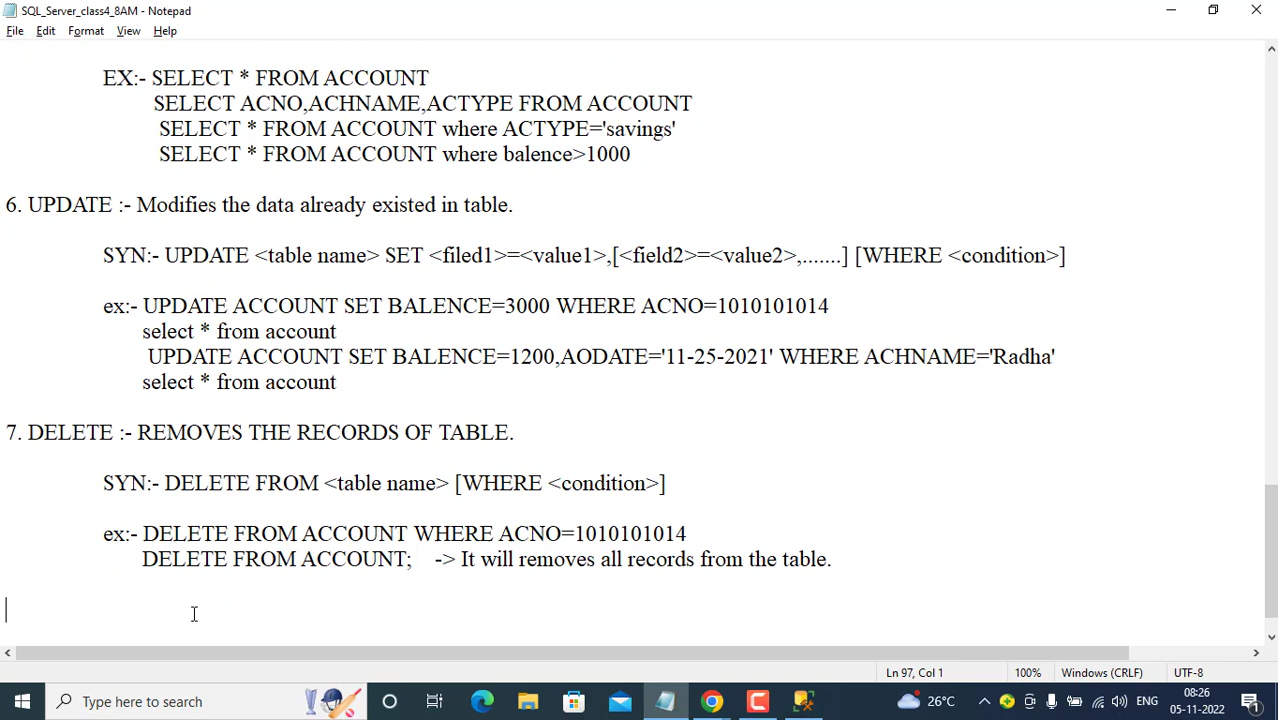 SQL_Server_class4_8AM - Notepad
File Edit Format View Help
EX:- SELECT * FROM ACCOUNT
SELECT ACNO,ACHNAME,ACTYPE FROM ACCOUNT
SELECT * FROM ACCOUNT where ACTYPE='savings'
SELECT * FROM ACCOUNT where balence>1000
6. UPDATE :- Modifies the data already existed in table.
SYN:- UPDATE <table name> SET <filed1>=<value1>,[<field2>=<value2>,.......] [WHERE <condition>]
ex:- UPDATE ACCOUNT SET BALENCE=3000 WHERE ACNO=1010101014
select * from account
UPDATE ACCOUNT SET BALENCE=1200,AODATE='11-25-2021' WHERE ACHNAME='Radha'
select * from account
7. DELETE :- REMOVES THE RECORDS OF TABLE.
SYN:- DELETE FROM <table name> [WHERE <condition>]
ex:- DELETE FROM ACCOUNT WHERE ACNO=1010101014
DELETE FROM ACCOUNT; -> It will removes all records from the table.
Ln 97, Col 1 100% Windows (CRLF) UTF-8
Type here to search 26°C ENG 08:26 05-11-2022 1